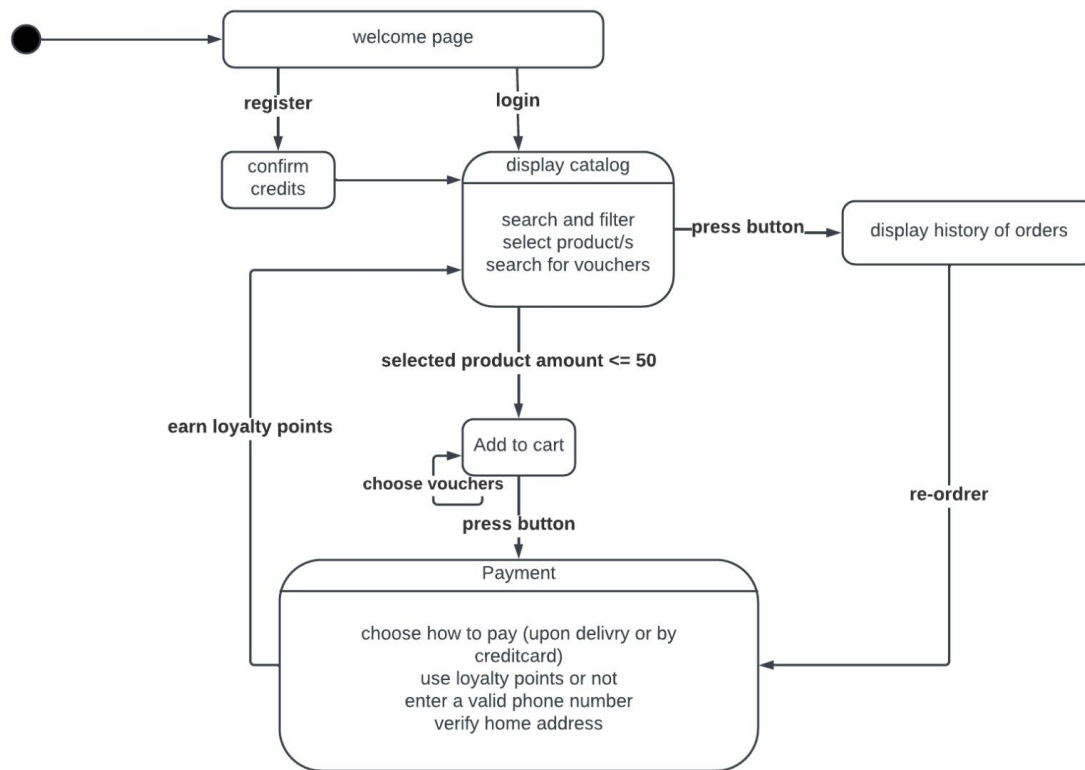 welcome page
register
login
confirm
credits
display catalog
search and filter
select product/s
search for vouchers
press button
display history of orders
selected product amount <= 50
earn loyalty points
Add to cart
choose vouchers
re-ordrer
press button
Payment
choose how to pay (upon delivry or by
creditcard)
use loyalty points or not
enter a valid phone number
verify home address